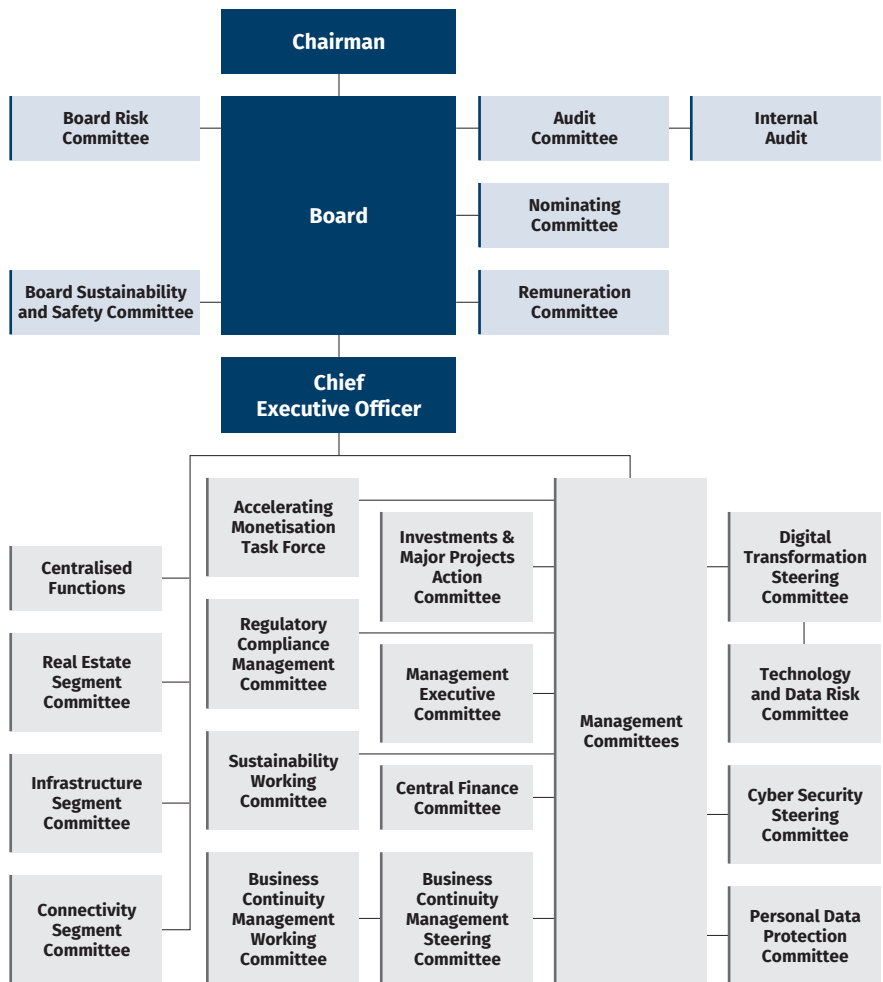 Chairman
Board Risk
Committee
Board
Audit
Committee
Internal
Audit
Nominating
Committee
Board Sustainability
and Safety Committee
Remuneration
Committee
Chief
Executive Officer
Centralised
Functions
Real Estate
Segment
Committee
Infrastructure
Segment
Committee
Connectivity
Segment
Committee
Accelerating
Monetisation
Task Force
Regulatory
Compliance
Management
Committee
Sustainability
Working
Committee
Business
Continuity
Management
Working
Committee
Investments &
Major Projects
Action
Committee
Management
Executive
Committee
Central Finance
Committee
Business
Continuity
Management
Steering
Committee
Management
Committees
Digital
Transformation
Steering
Committee
Technology
and Data Risk
Committee
Cyber Security
Steering
Committee
Personal Data
Protection
Committee